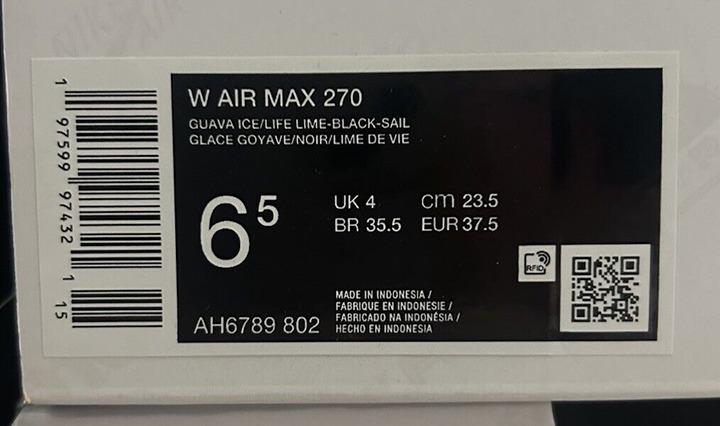 W AIR MAX 270
GUAVA ICE/LIFE LIME-BLACK-SAIL
GLACE GOYAVE/NOIR/LIME DE VIE
6 5
UK 4 cm 23.5
BR 35.5 EUR 37.5
RFID
MADE IN INDONESIA /
FABRIQUE EN INDONESIE /
FABRICADO NA INDONÉSIA /
HECHO EN INDONESIA
AH6789 802
1 97599 97432 1 15